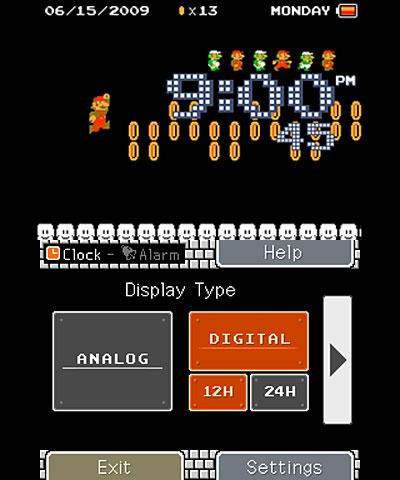 06/15/2009 x13 MONDAY
9:00 PM
45
Clock - Alarm Help
Display Type
ANALOG
DIGITAL
12H 24H
Exit Settings